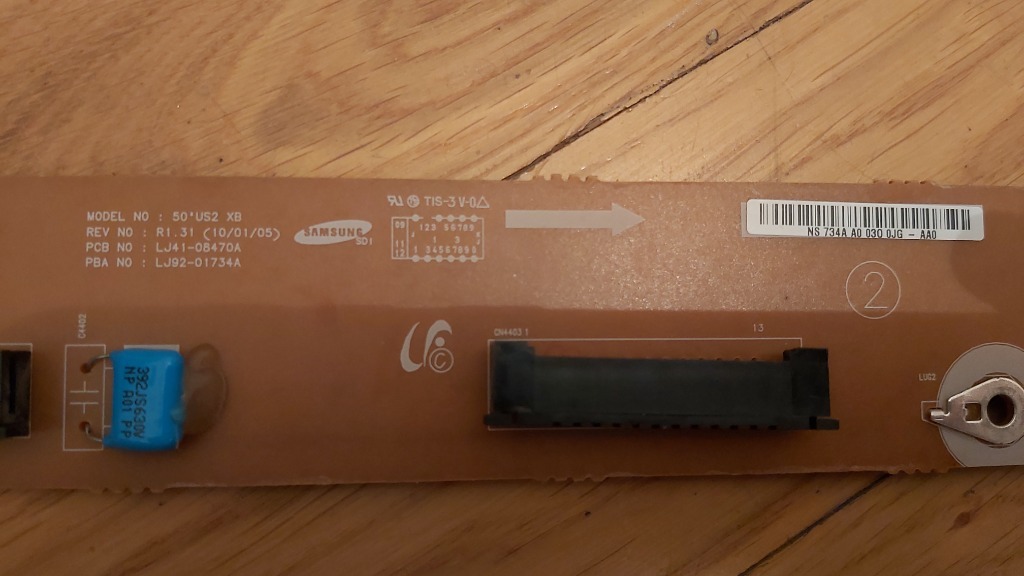 MODEL NO : 50'US2 XB
REV NO : R1.31 (10/01/05)
PCB NO : LJ41-08470A
PBA NO : LJ92-01734A
SAMSUNG SDI
TIS-3 V-0
NS 734A A0 030 0JG - AA0
2
C4402
392JS630V
NP A01 PP
CN4403 1
13
LUG2